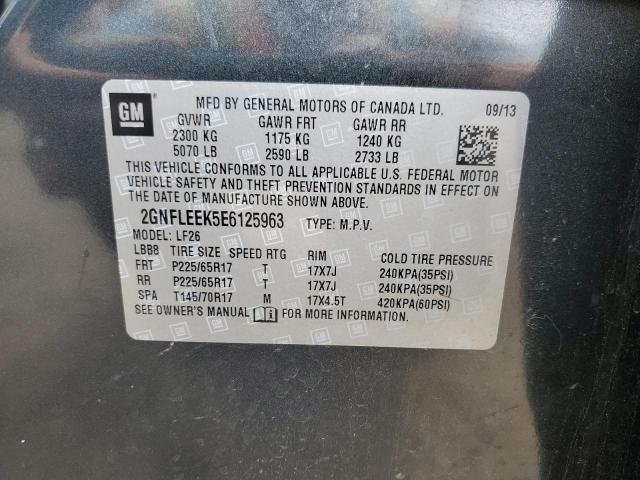 GM
MFD BY GENERAL MOTORS OF CANADA LTD. 09/13
GVWR GAWR FRT GAWR RR
2300 KG 1175 KG 1240 KG
5070 LB 2590 LB 2733 LB
THIS VEHICLE CONFORMS TO ALL APPLICABLE U.S. FEDERAL MOTOR
VEHICLE SAFETY AND THEFT PREVENTION STANDARDS IN EFFECT ON
THE DATE OF MANUFACTURE SHOWN ABOVE.
2GNFLEEK5E6125963 TYPE: M.P.V.
MODEL: LF26
LBB8 TIRE SIZE SPEED RTG RIM COLD TIRE PRESSURE
FRT P225/65R17 T 17X7J 240KPA(35PSI)
RR P225/65R17 T 17X7J 240KPA(35PSI)
SPA T145/70R17 M 17X4.5T 420KPA(60PSI)
SEE OWNER'S MANUAL FOR MORE INFORMATION.